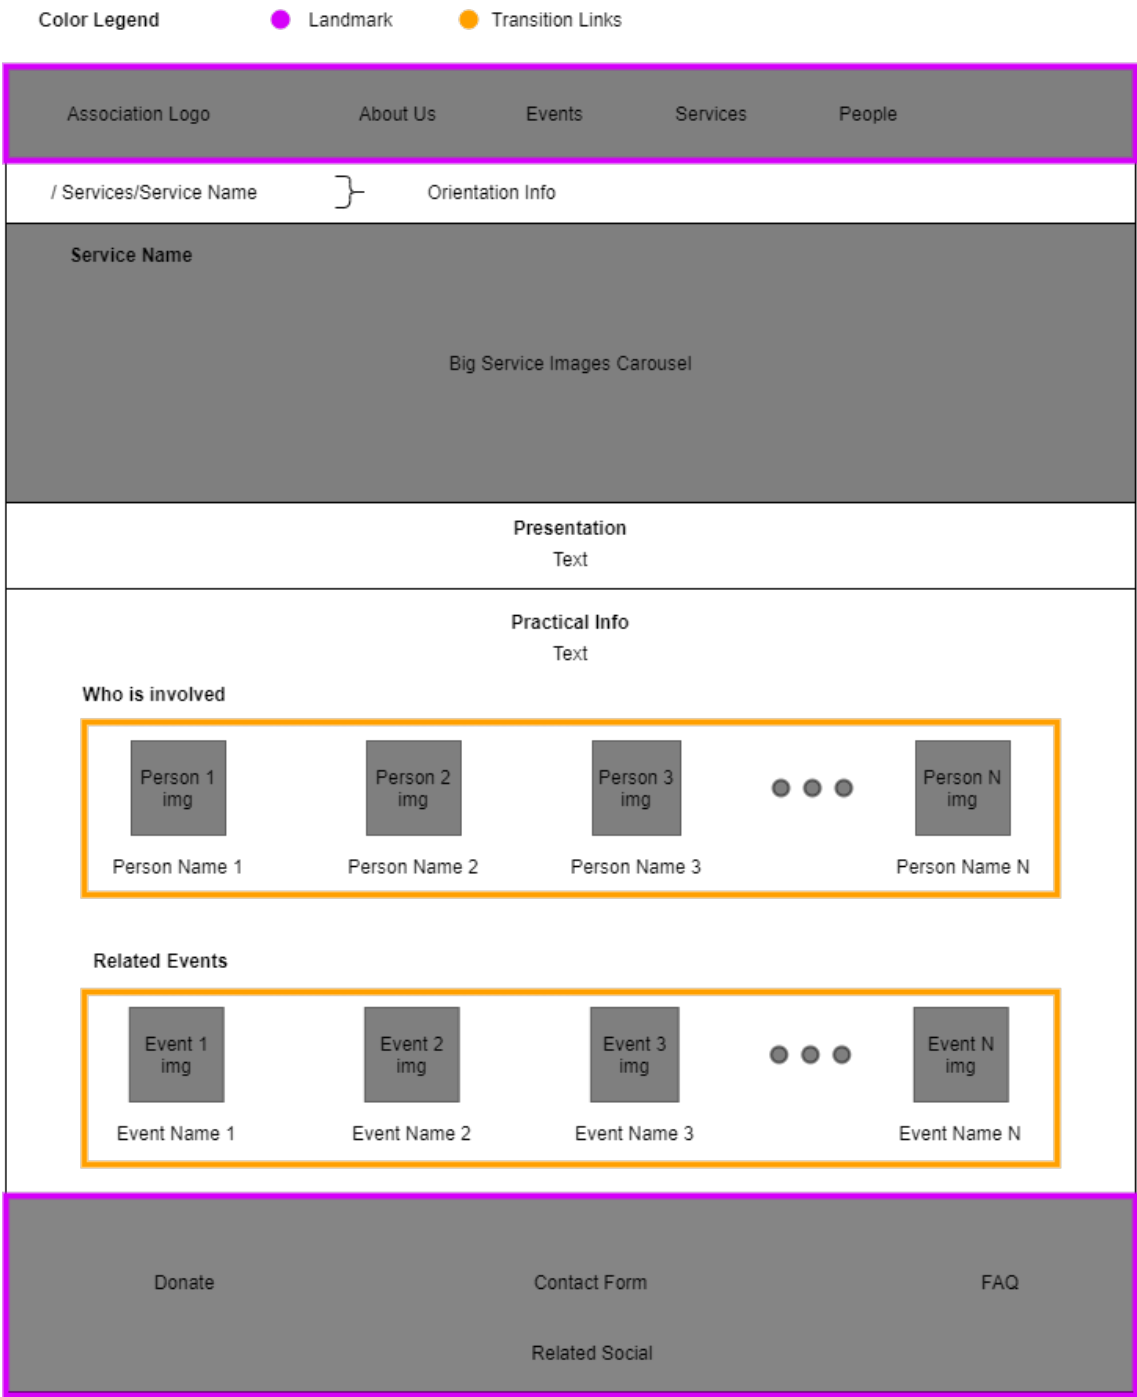 Color Legend Landmark Transition Links
Association Logo About Us Events Services People
/ Services/Service Name Orientation Info
Service Name
Big Service Images Carousel
Presentation
Text
Practical Info
Text
Who is involved
Person 1 img Person 2 img Person 3 img Person N img
Person Name 1 Person Name 2 Person Name 3 Person Name N
Related Events
Event 1 img Event 2 img Event 3 img Event N img
Event Name 1 Event Name 2 Event Name 3 Event Name N
Donate Contact Form FAQ
Related Social